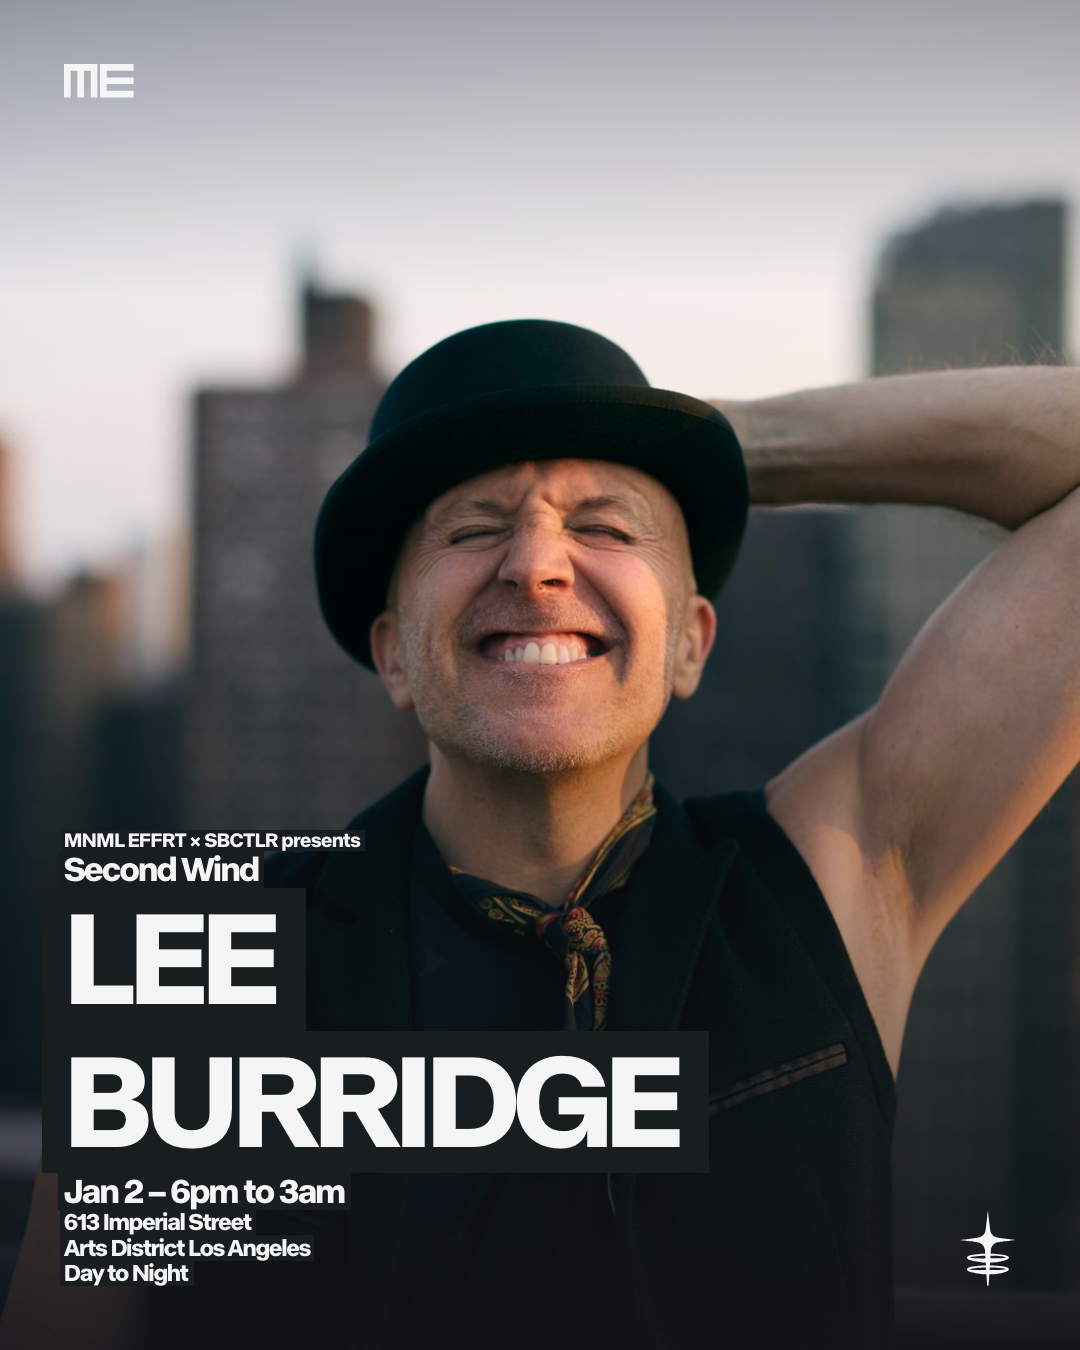 ME
MNML EFFRT × SBCTLR presents
Second Wind
LEE
BURRIDGE
Jan 2 – 6pm to 3am
613 Imperial Street
Arts District Los Angeles
Day to Night